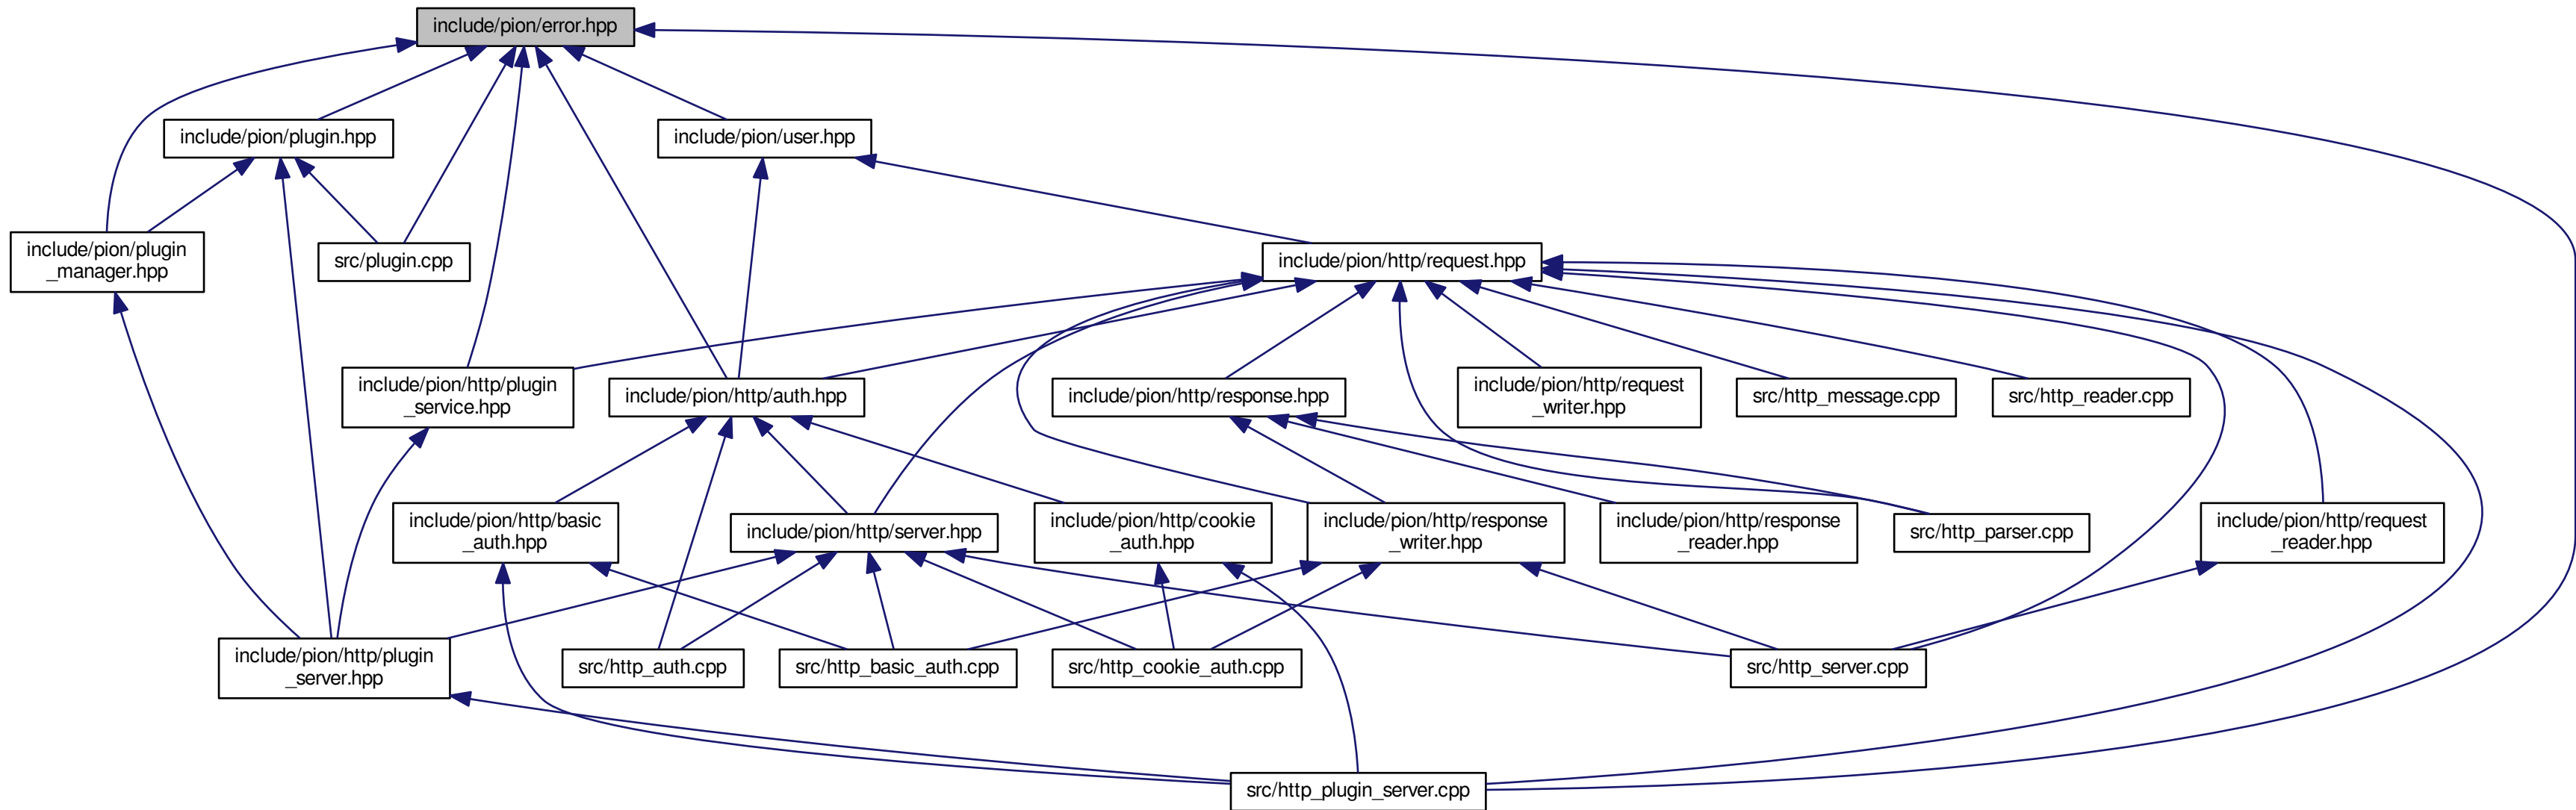 include/pion/error.hpp
include/pion/plugin.hpp
include/pion/user.hpp
include/pion/plugin
_manager.hpp
src/plugin.cpp
include/pion/http/request.hpp
include/pion/http/plugin
_service.hpp
include/pion/http/auth.hpp
include/pion/http/response.hpp
include/pion/http/request
_writer.hpp
src/http_message.cpp
src/http_reader.cpp
include/pion/http/basic
_auth.hpp
include/pion/http/server.hpp
include/pion/http/cookie
_auth.hpp
include/pion/http/response
_writer.hpp
include/pion/http/response
_reader.hpp
src/http_parser.cpp
include/pion/http/request
_reader.hpp
include/pion/http/plugin
_server.hpp
src/http_auth.cpp
src/http_basic_auth.cpp
src/http_cookie_auth.cpp
src/http_server.cpp
src/http_plugin_server.cpp